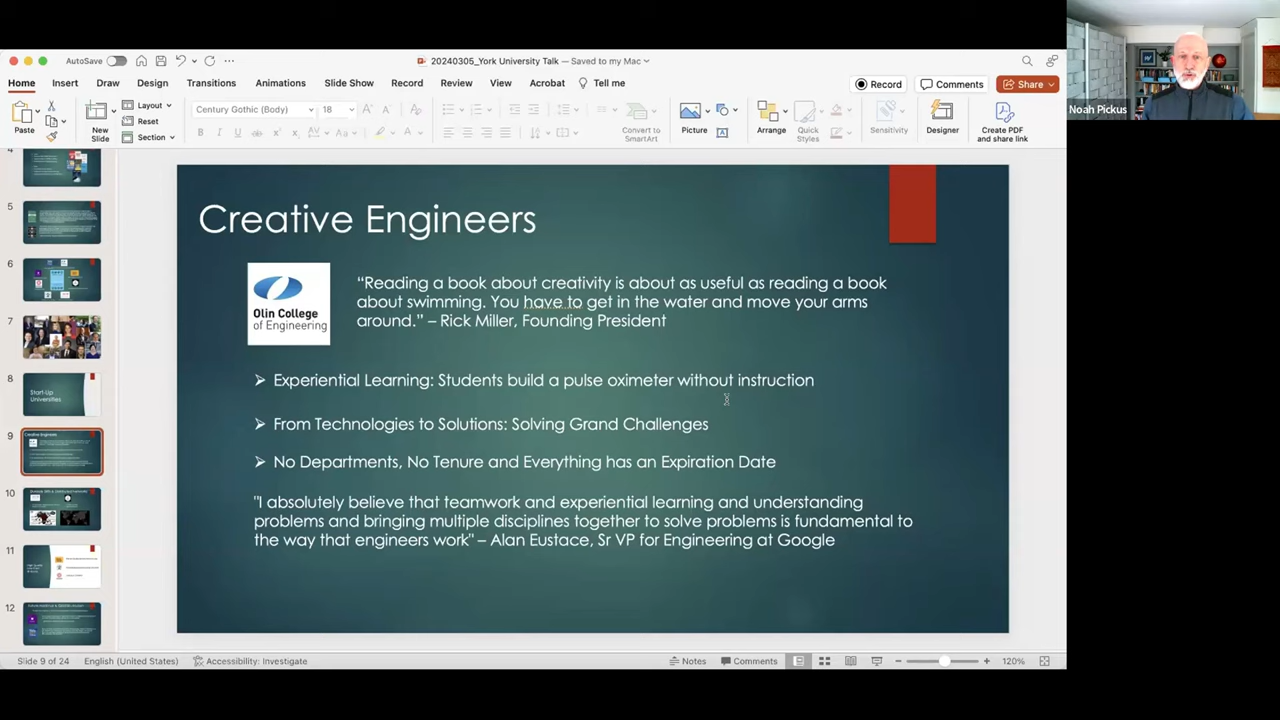 AutoSave
20240305_York University Talk — Saved to my Mac
Home Insert Draw Design Transitions Animations Slide Show Record Review View Acrobat Tell me
Record Comments Share
Paste
New
Slide
Layout
Reset
Section
Century Gothic (Body) 18
Convert to
SmartArt
Picture
Arrange
Quick
Styles
Sensitivity
Designer
Create PDF
and share link
Noah Pickus
4
5
6
7
8
Start-Up
Universities
9
10
11
12
Creative Engineers
Olin College
of Engineering
“Reading a book about creativity is about as useful as reading a book
about swimming. You have to get in the water and move your arms
around.” – Rick Miller, Founding President
Experiential Learning: Students build a pulse oximeter without instruction
From Technologies to Solutions: Solving Grand Challenges
No Departments, No Tenure and Everything has an Expiration Date
"I absolutely believe that teamwork and experiential learning and understanding
problems and bringing multiple disciplines together to solve problems is fundamental to
the way that engineers work" – Alan Eustace, Sr VP for Engineering at Google
Slide 9 of 24 English (United States) Accessibility: Investigate
Notes Comments 120%